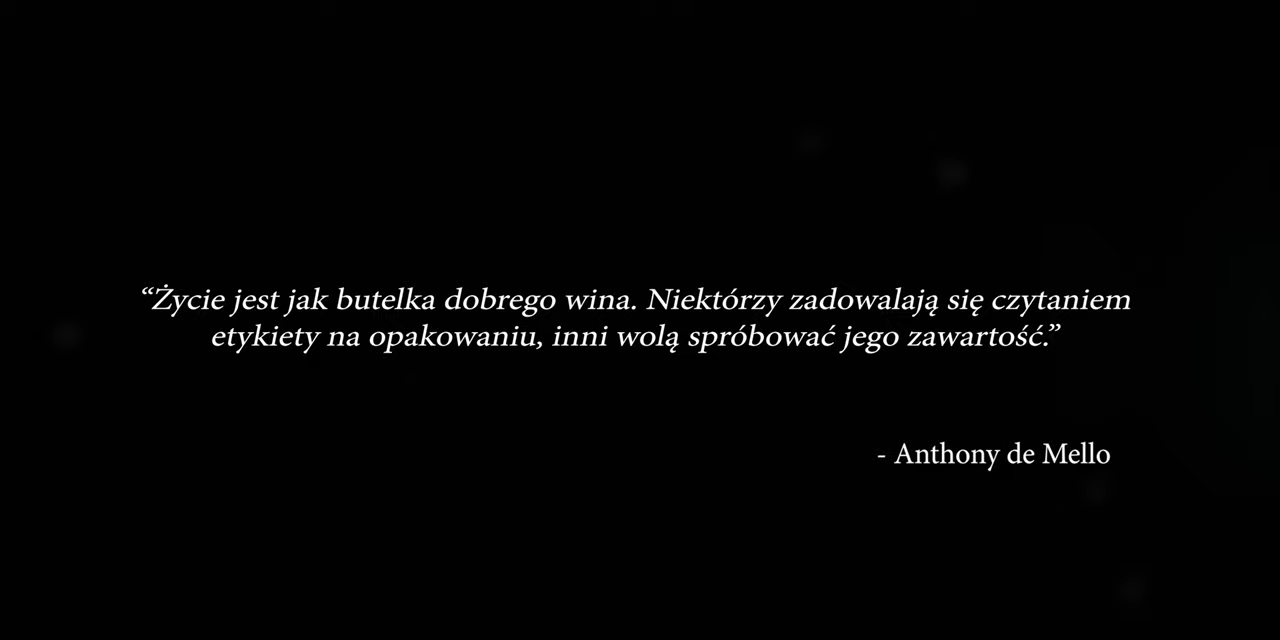 “Życie jest jak butelka dobrego wina. Niektórzy zadowalają się czytaniem
etykiety na opakowaniu, inni wolą spróbować jego zawartość.”
- Anthony de Mello